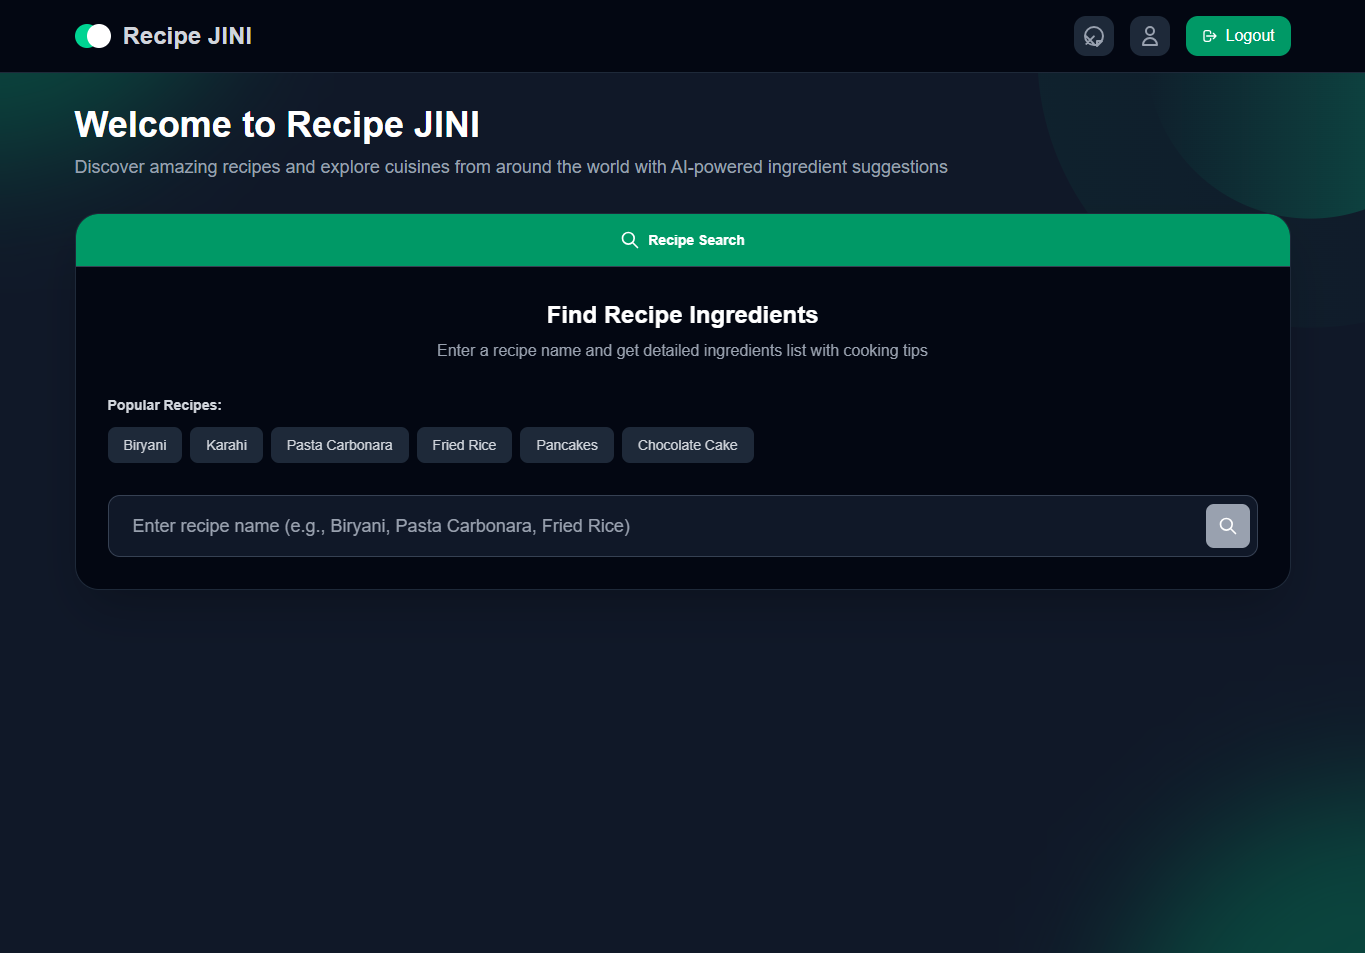 Recipe JINI
Logout
Welcome to Recipe JINI
Discover amazing recipes and explore cuisines from around the world with AI-powered ingredient suggestions
Recipe Search
Find Recipe Ingredients
Enter a recipe name and get detailed ingredients list with cooking tips
Popular Recipes:
Biryani Karahi Pasta Carbonara Fried Rice Pancakes Chocolate Cake
Enter recipe name (e.g., Biryani, Pasta Carbonara, Fried Rice)